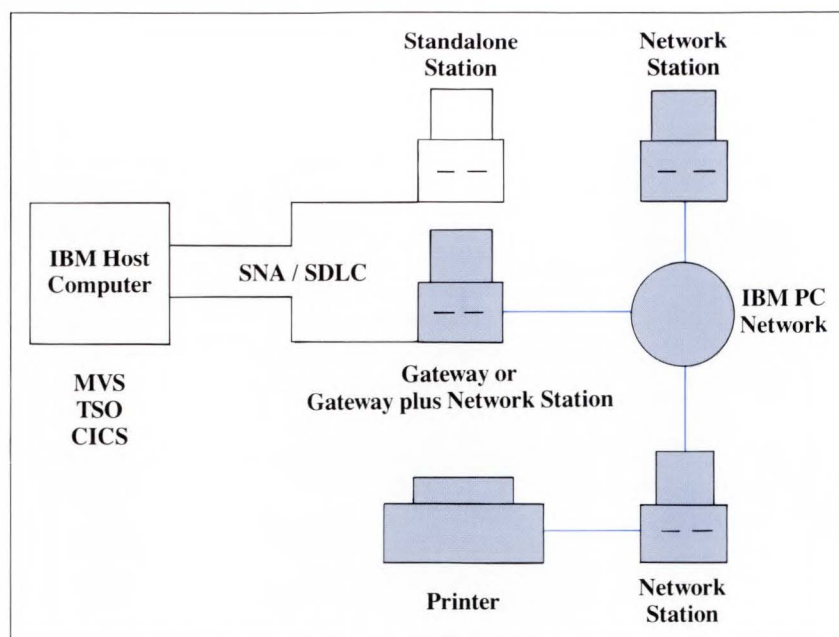 Standalone
Station
Network
Station
IBM Host
Computer
SNA / SDLC
IBM PC
Network
MVS
TSO
CICS
Gateway or
Gateway plus Network Station
Printer
Network
Station